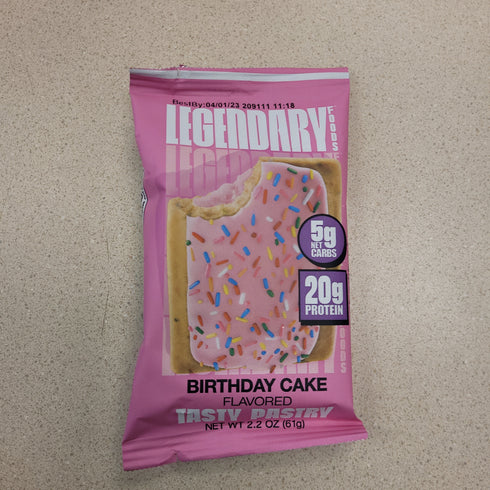 BestBy:04/01/23 209111 11:18
LEGENDARY
FOODS
5g
NET
CARBS
20g
PROTEIN
BIRTHDAY CAKE
FLAVORED
TASTY PASTRY
NET WT 2.2 OZ (61g)